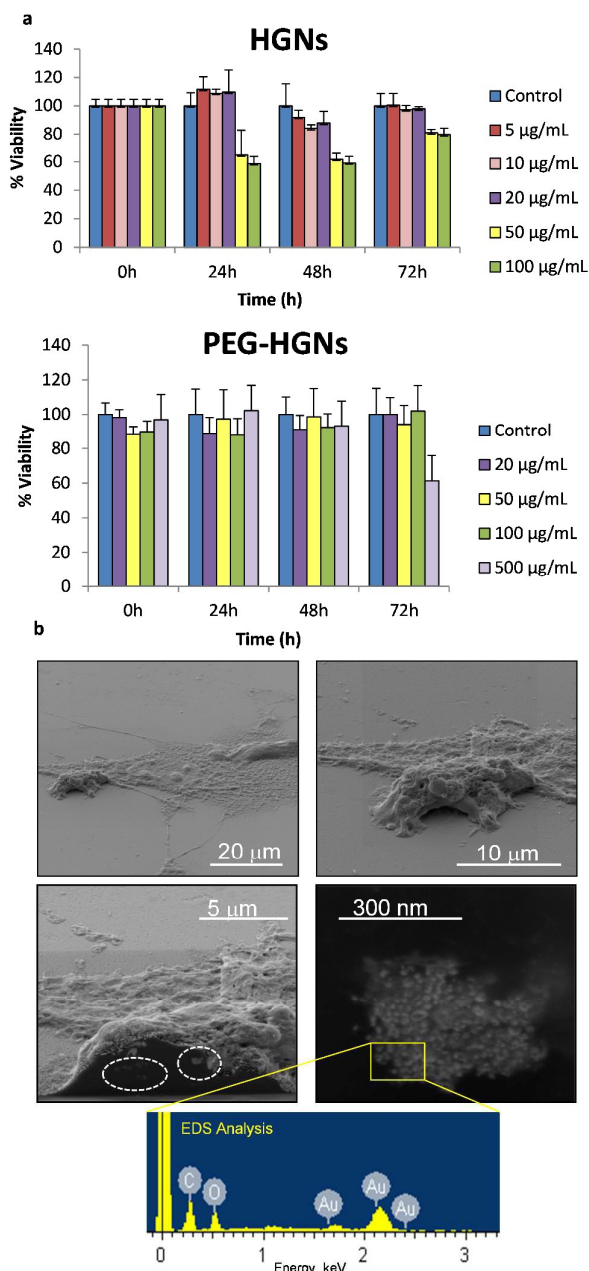 a
HGNs
140
120
100
80
60
40
20
0
% Viability
0h 24h 48h 72h
Time (h)
Control
5 µg/mL
10 µg/mL
20 µg/mL
50 µg/mL
100 µg/mL
PEG-HGNs
140
120
100
80
60
40
20
0
% Viability
0h 24h 48h 72h
Time (h)
Control
20 µg/mL
50 µg/mL
100 µg/mL
500 µg/mL
b
20 µm
10 µm
5 µm
300 nm
EDS Analysis
C O Au Au Au
0 1 2 3
Energy, keV